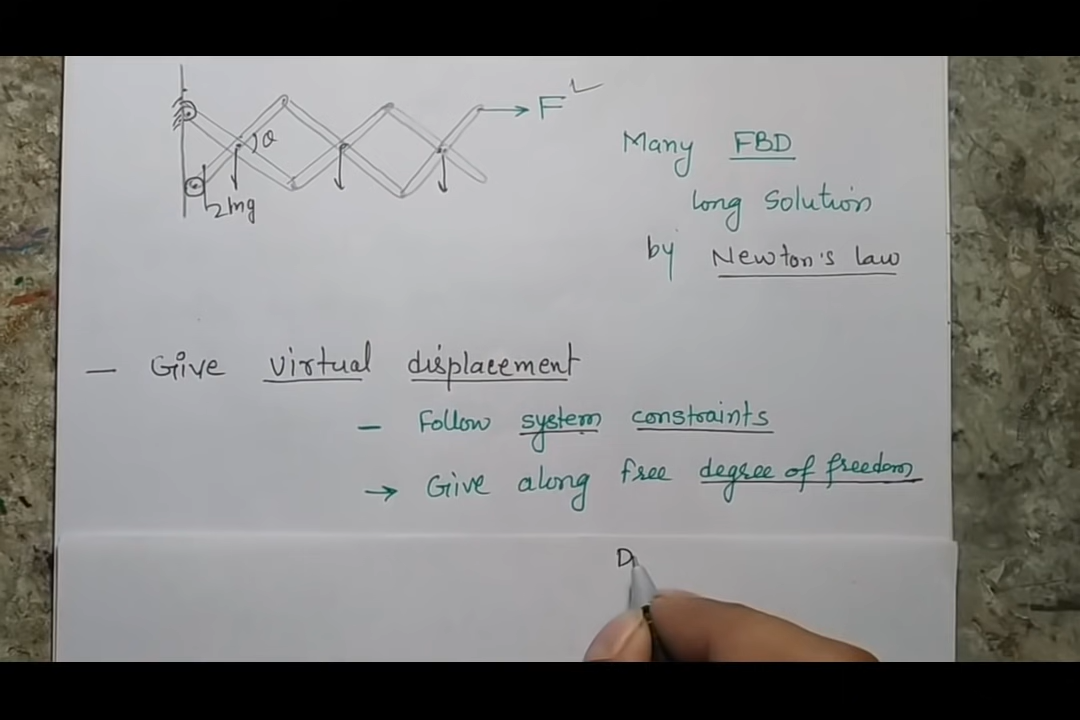 F
θ
2mg
Many FBD
long solution
by Newton's law
— Give virtual displacement
— Follow system constraints
→ Give along free degree of freedom
D